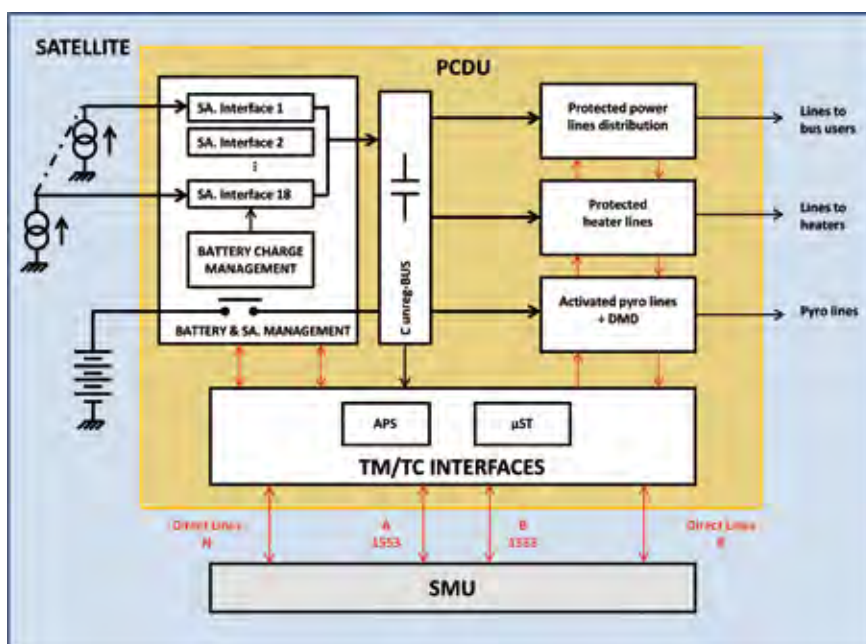 SATELLITE
PCDU
SA. Interface 1
SA. Interface 2
⋮
SA. Interface 18
BATTERY CHARGE
MANAGEMENT
BATTERY & SA. MANAGEMENT
C unreg-BUS
Protected power
lines distribution
Protected
heater lines
Activated pyro lines
+ DMD
Lines to
bus users
Lines to
heaters
Pyro lines
APS
µST
TM/TC INTERFACES
Direct Lines
N
A
1553
B
1553
Direct Lines
R
SMU